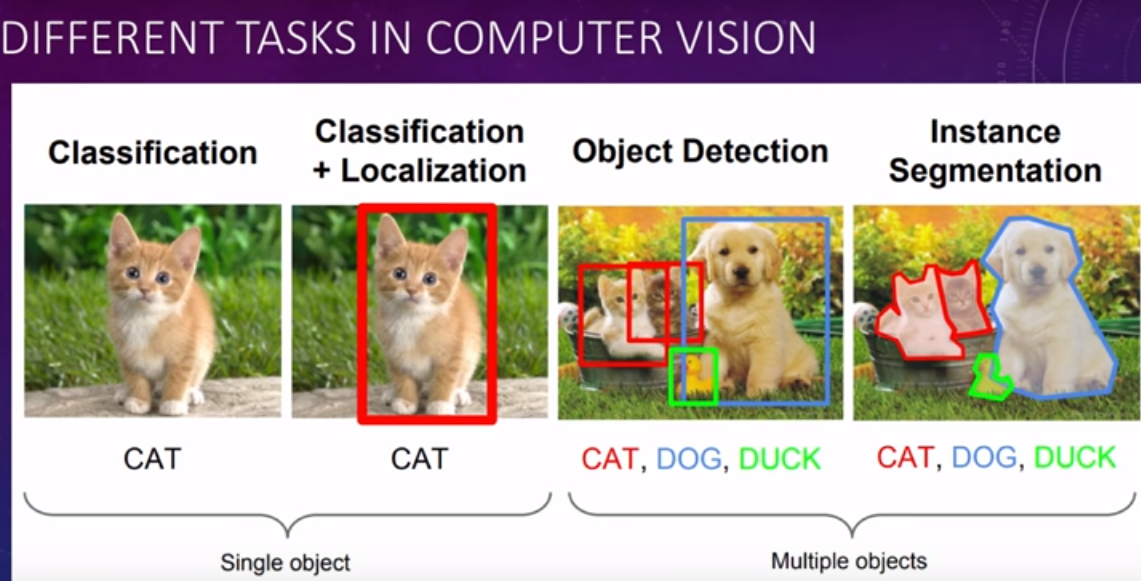 DIFFERENT TASKS IN COMPUTER VISION
Classification
Classification
+ Localization
Object Detection
Instance
Segmentation
CAT
CAT
CAT, DOG, DUCK
CAT, DOG, DUCK
Single object
Multiple objects